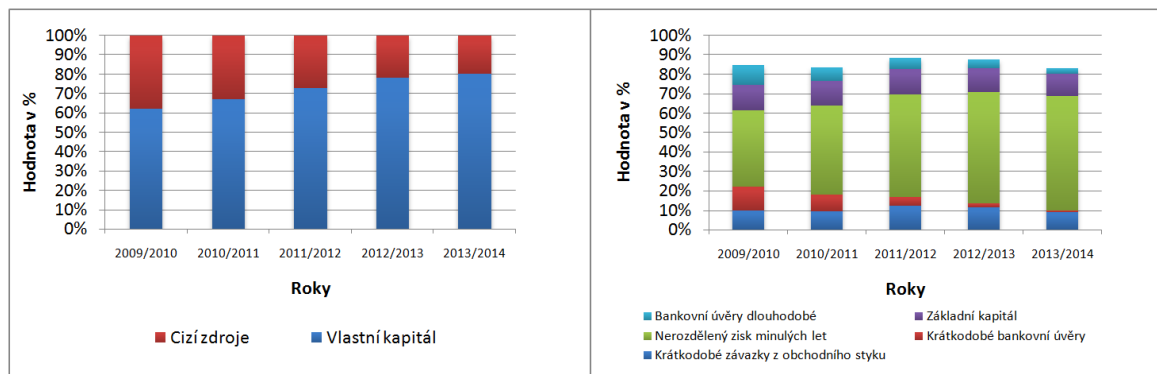 100%
90%
80%
70%
60%
50%
40%
30%
20%
10%
0%
Hodnota v %
2009/2010 2010/2011 2011/2012 2012/2013 2013/2014
Roky
Cizí zdroje Vlastní kapitál
100%
90%
80%
70%
60%
50%
40%
30%
20%
10%
0%
Hodnota v %
2009/2010 2010/2011 2011/2012 2012/2013 2013/2014
Roky
Bankovní úvěry dlouhodobé Základní kapitál
Nerozdělený zisk minulých let Krátkodobé bankovní úvěry
Krátkodobé závazky z obchodního styku